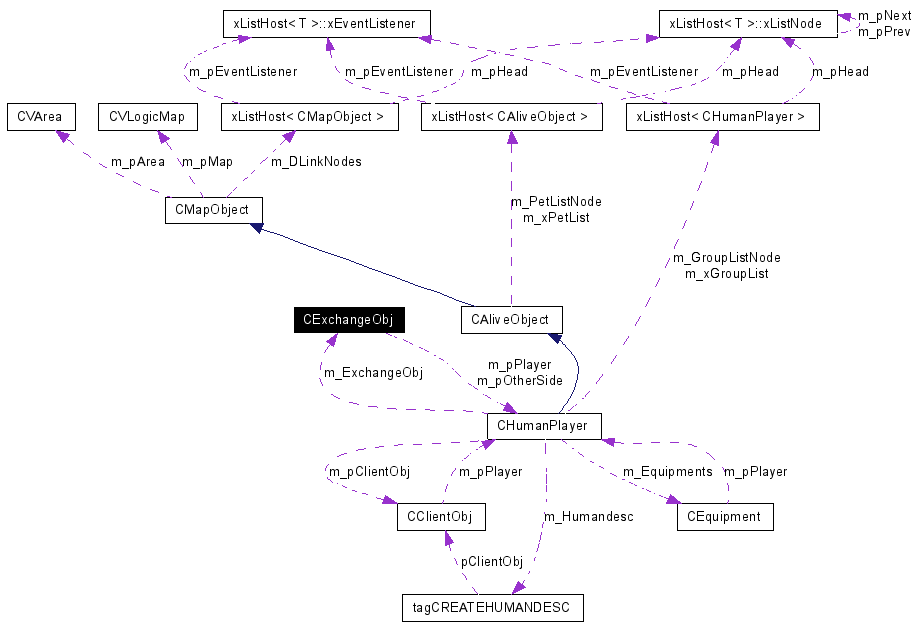 xListHost< T >::xEventListener
xListHost< T >::xListNode
m_pNext
m_pPrev
m_pEventListener
m_pHead
m_pEventListener
m_pHead
m_pEventListener
m_pHead
CVArea
CVLogicMap
xListHost< CMapObject >
xListHost< CAliveObject >
xListHost< CHumanPlayer >
m_pArea
m_pMap
m_DLinkNodes
CMapObject
m_PetListNode
m_xPetList
m_GroupListNode
m_xGroupList
CExchangeObj
CAliveObject
m_ExchangeObj
m_pPlayer
m_pOtherSide
CHumanPlayer
m_pClientObj
m_pPlayer
m_Equipments
m_pPlayer
CClientObj
m_Humandesc
CEquipment
pClientObj
tagCREATEHUMANDESC